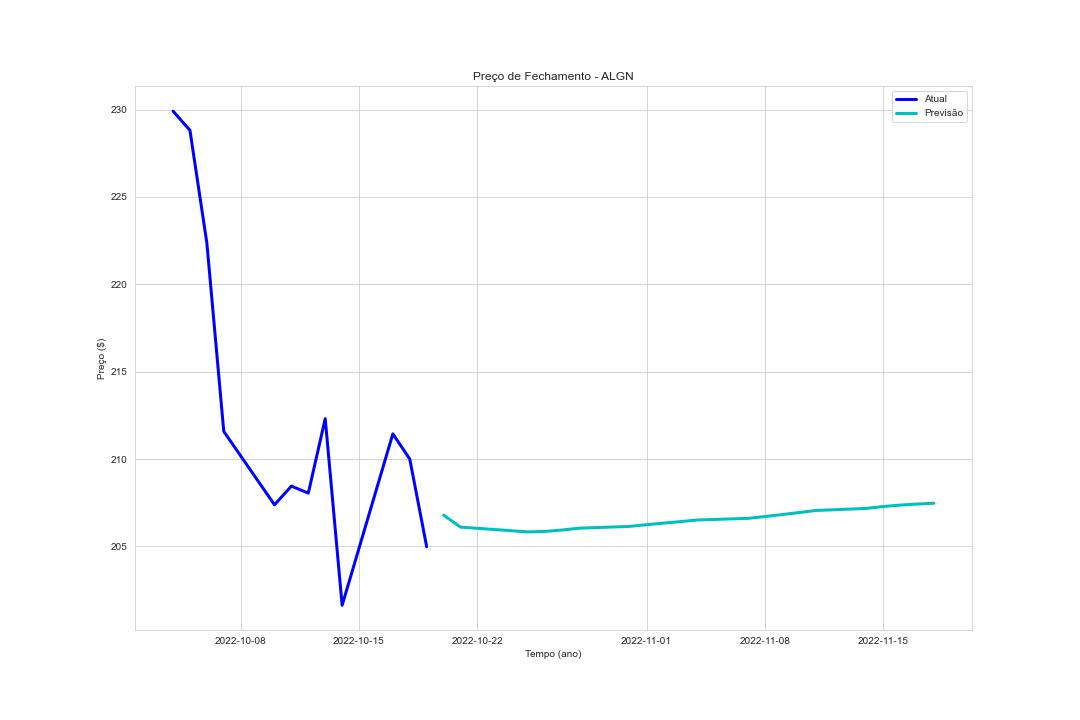 Preço de Fechamento - ALGN
Atual
Previsão
230
225
220
215
210
205
Preço ($)
2022-10-08
2022-10-15
2022-10-22
2022-11-01
2022-11-08
2022-11-15
Tempo (ano)